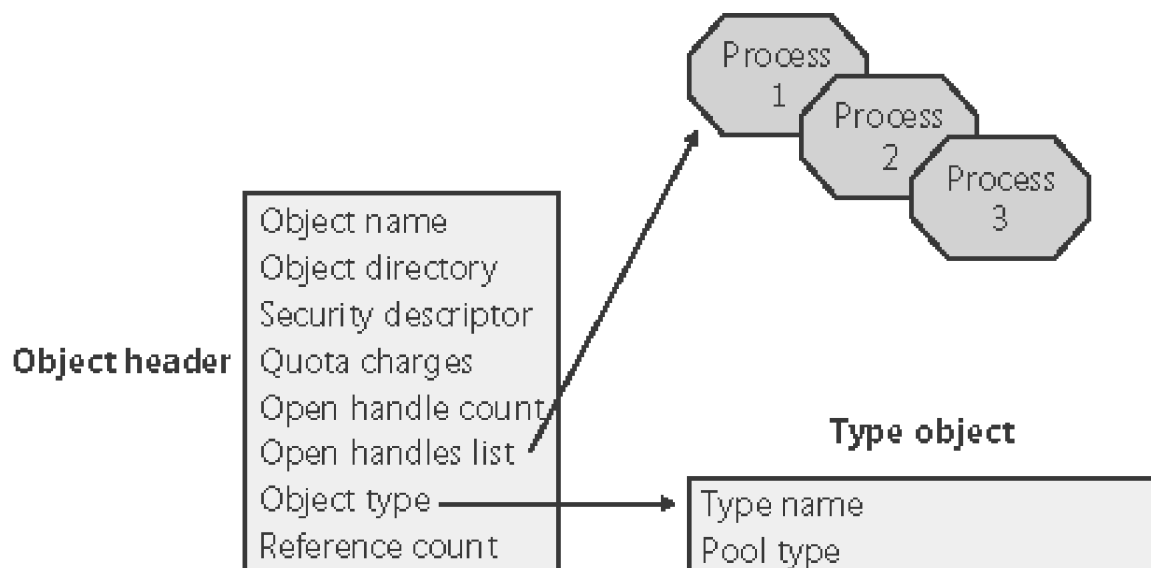 Process
1
Process
2
Process
3
Object header
Object name
Object directory
Security descriptor
Quota charges
Open handle count
Open handles list
Object type
Reference count
Type object
Type name
Pool type